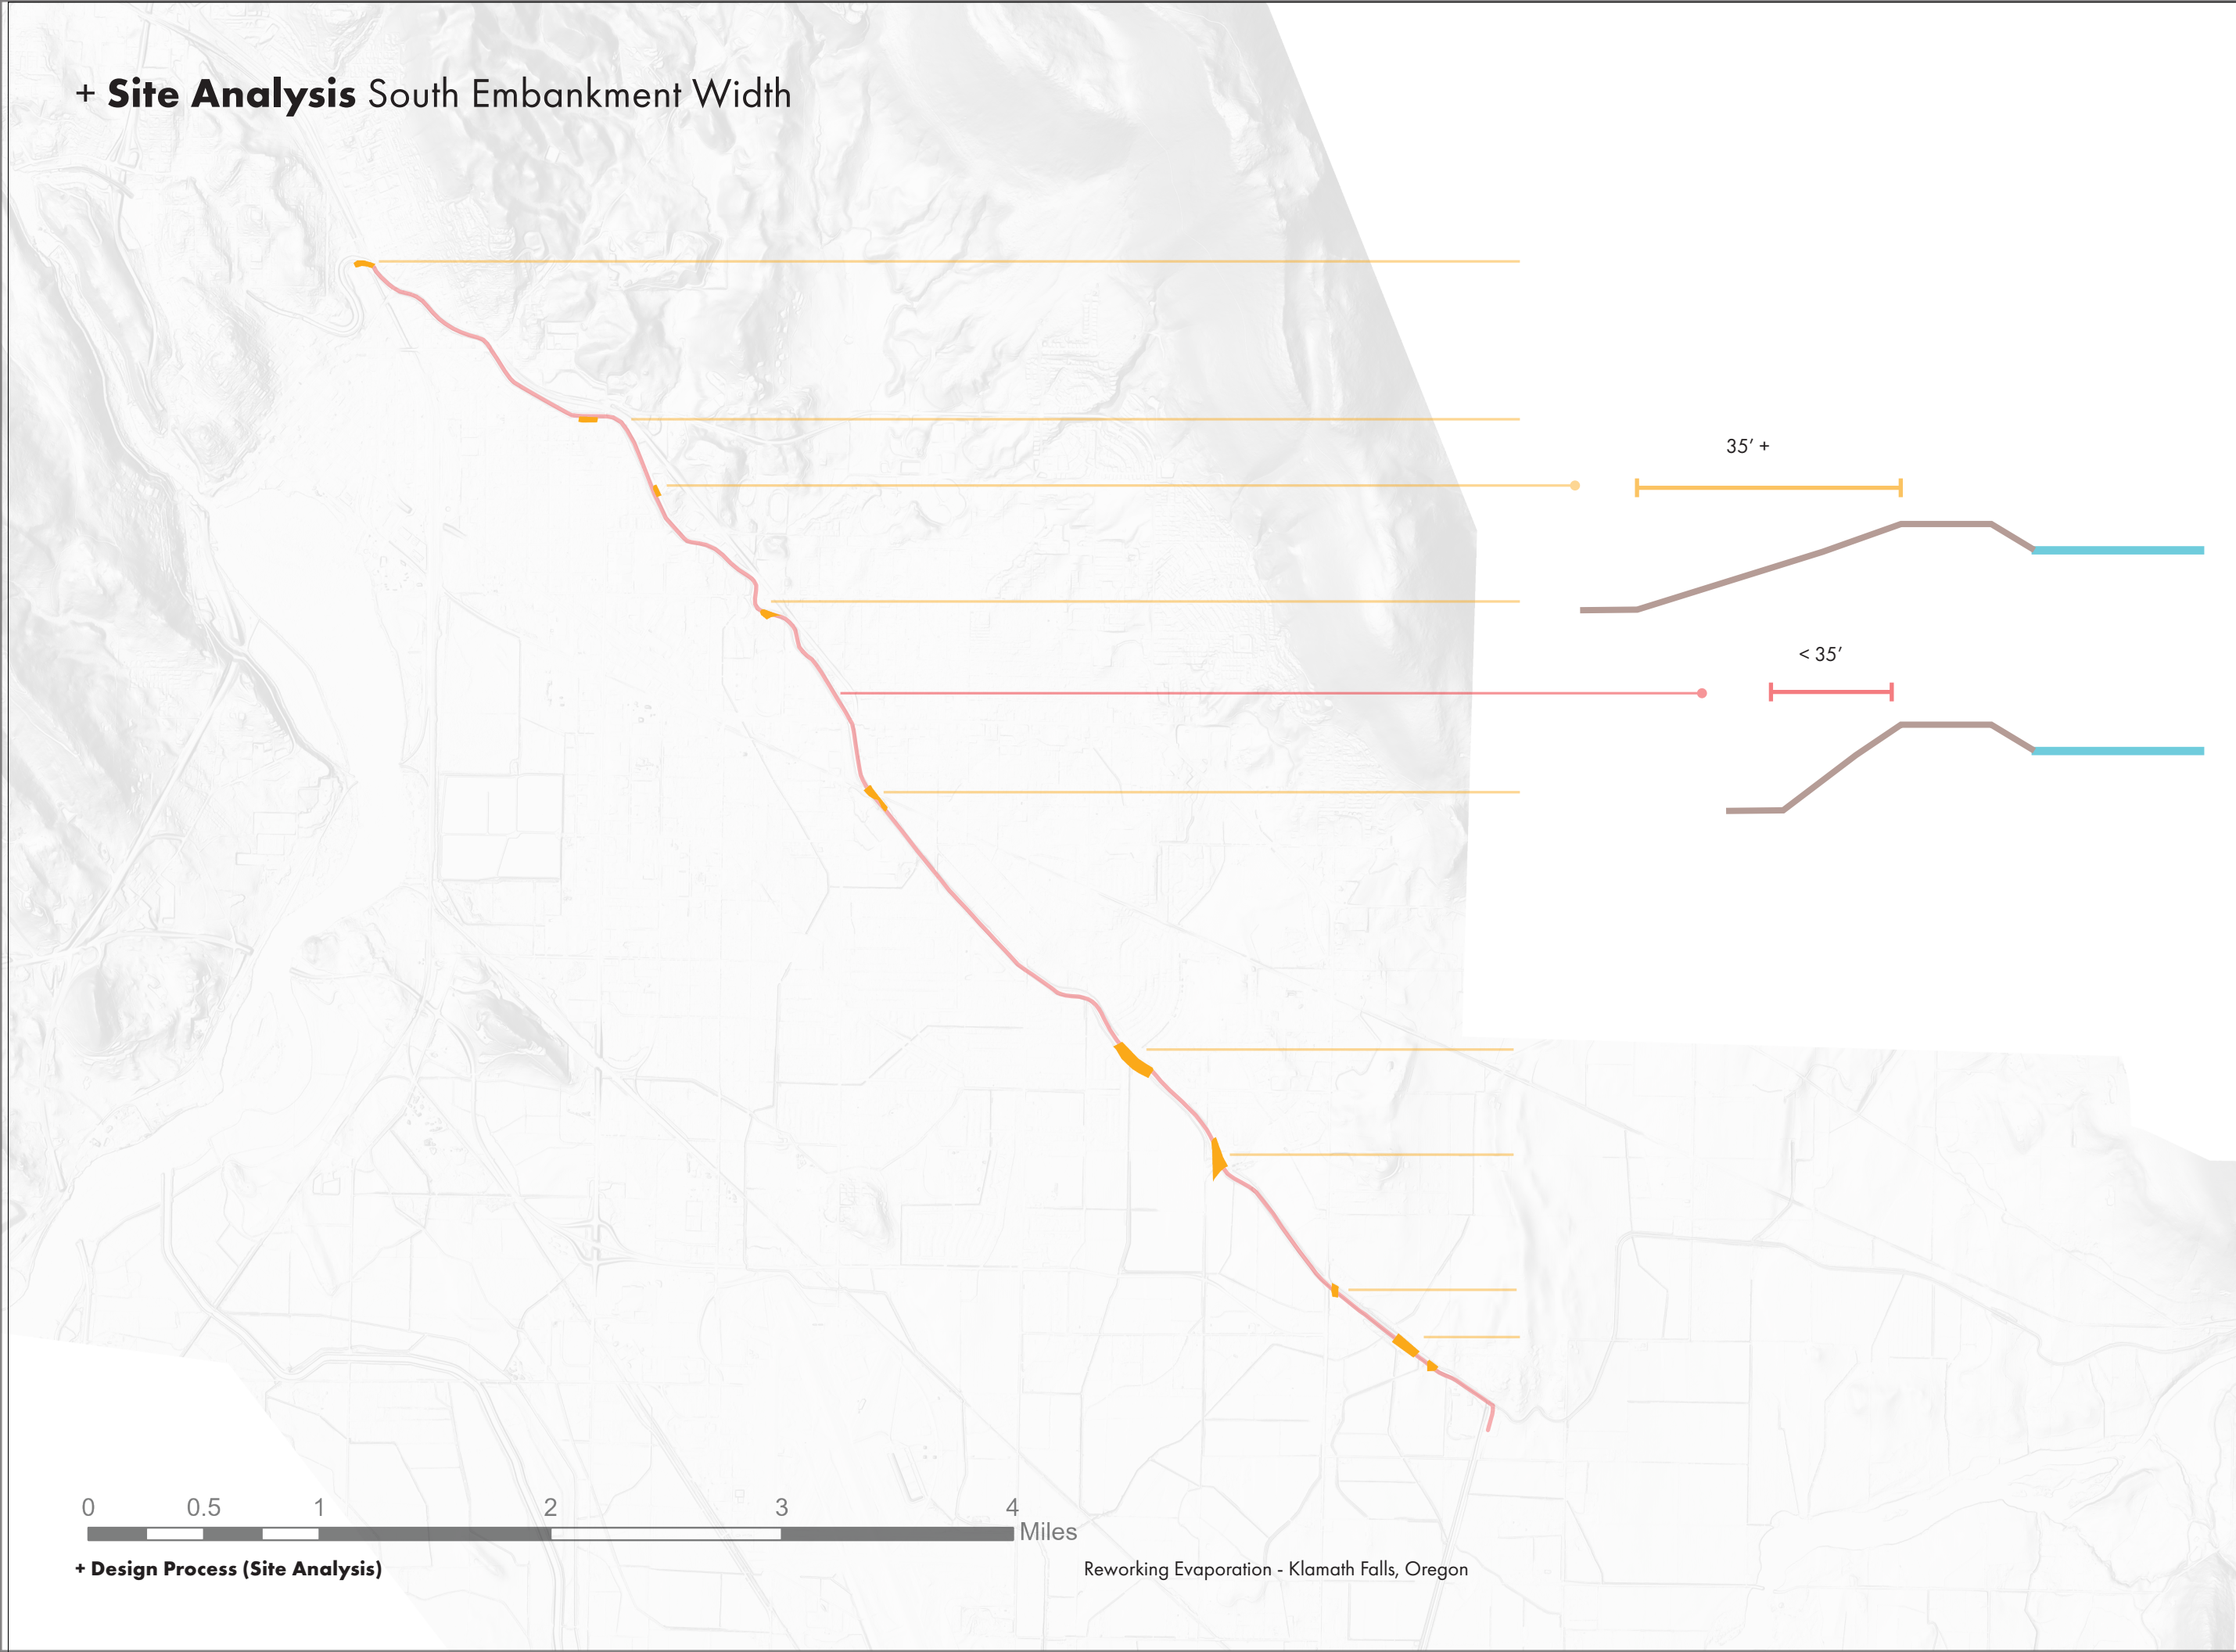 + Site Analysis South Embankment Width
35’ +
< 35’
0 0.5 1 2 3 4
Miles
+ Design Process (Site Analysis)
Reworking Evaporation - Klamath Falls, Oregon